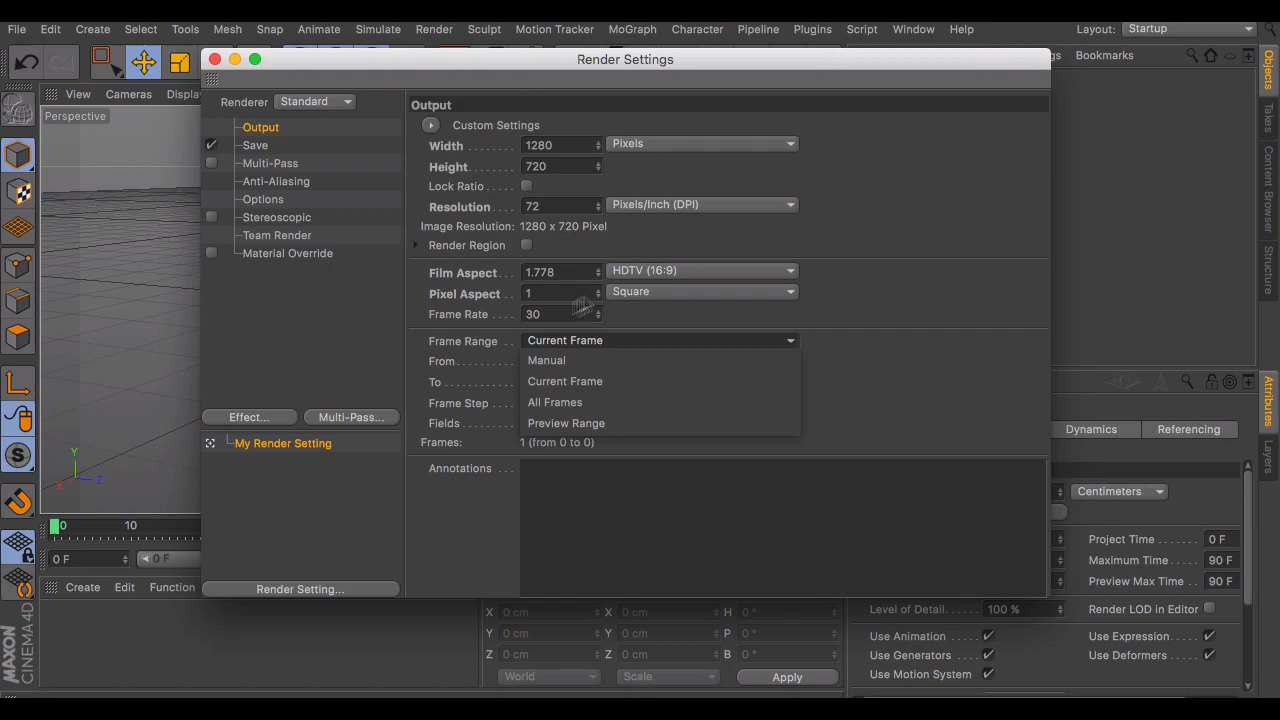 File Edit Create Select Tools Mesh Snap Animate Simulate Render Sculpt Motion Tracker MoGraph Character Pipeline Plugins Script Window Help Layout: Startup
Render Settings
Bookmarks
View Cameras
Perspective
Renderer Standard
Output
Save
Multi-Pass
Anti-Aliasing
Options
Stereoscopic
Team Render
Material Override
Effect... Multi-Pass...
My Render Setting
Render Setting...
Output
Custom Settings
Width 1280 Pixels
Height 720
Lock Ratio
Resolution 72 Pixels/Inch (DPI)
Image Resolution: 1280 x 720 Pixel
Render Region
Film Aspect 1.778 HDTV (16:9)
Pixel Aspect 1 Square
Frame Rate 30
Frame Range Current Frame
From Manual
To Current Frame
Frame Step All Frames
Fields Preview Range
Frames: 1 (from 0 to 0)
Annotations
Objects
Takes
Content Browser
Structure
Attributes
Layers
Dynamics Referencing
Centimeters
Project Time 0 F
Maximum Time 90 F
Preview Max Time 90 F
Level of Detail 100 % Render LOD in Editor
Use Animation Use Expression
Use Generators Use Deformers
Use Motion System
Y
X Z
0 10
0 F 0 F
Create Edit Function
X 0 cm X 0 cm H 0 °
Y 0 cm Y 0 cm P 0 °
Z 0 cm Z 0 cm B 0 °
World Scale Apply
MAXON
CINEMA 4D